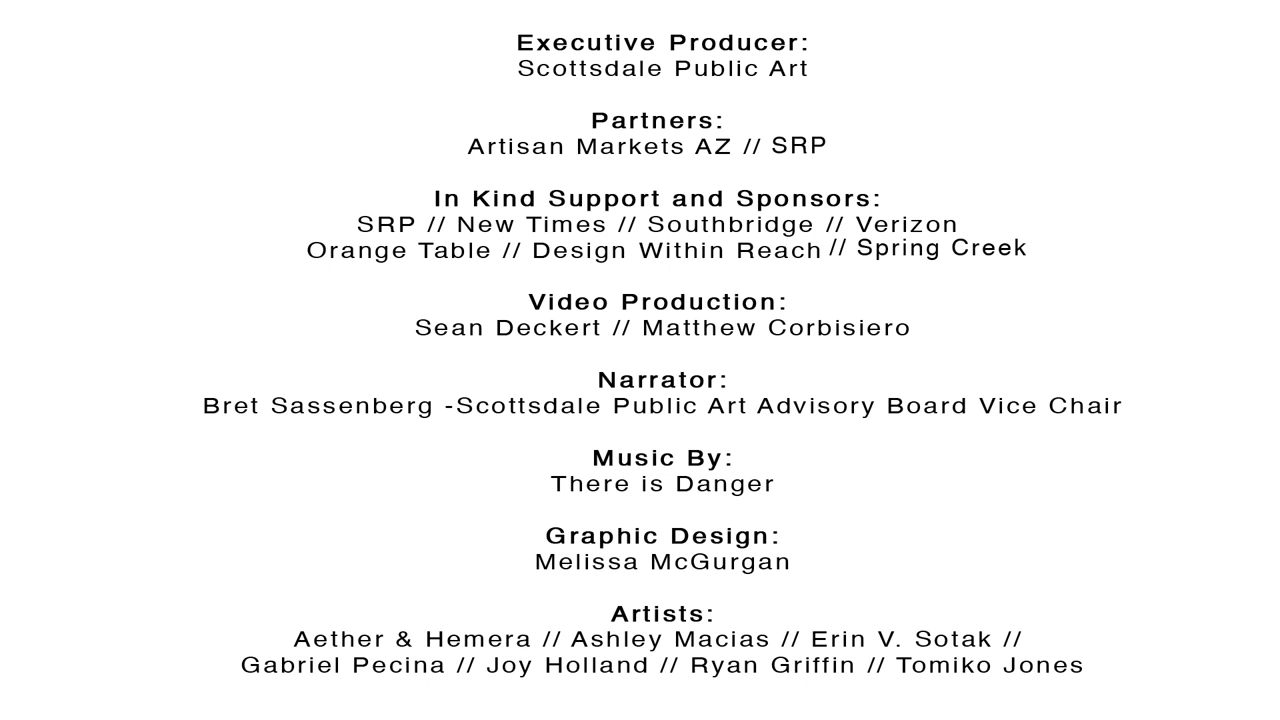 Executive Producer:
Scottsdale Public Art
Partners:
Artisan Markets AZ // SRP
In Kind Support and Sponsors:
SRP // New Times // Southbridge // Verizon
Orange Table // Design Within Reach // Spring Creek
Video Production:
Sean Deckert // Matthew Corbisiero
Narrator:
Bret Sassenberg -Scottsdale Public Art Advisory Board Vice Chair
Music By:
There is Danger
Graphic Design:
Melissa McGurgan
Artists:
Aether & Hemera // Ashley Macias // Erin V. Sotak //
Gabriel Pecina // Joy Holland // Ryan Griffin // Tomiko Jones